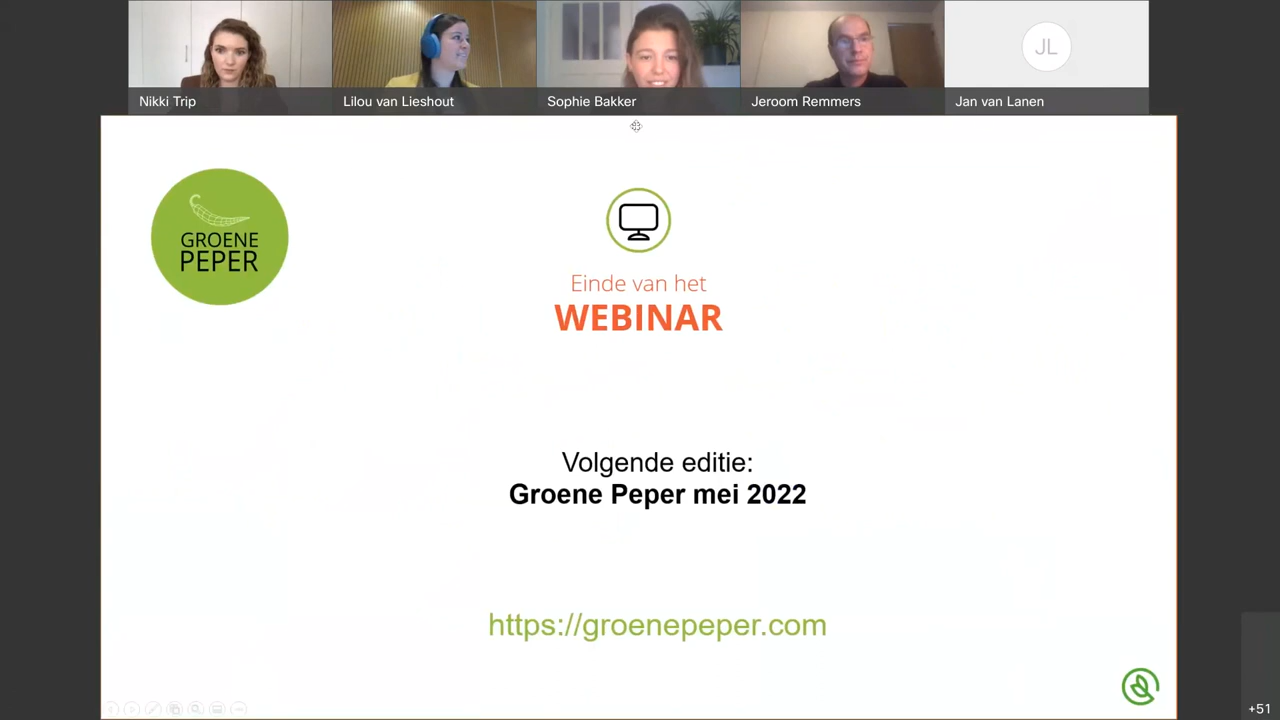 Nikki Trip
Lilou van Lieshout
Sophie Bakker
Jeroom Remmers
JL
Jan van Lanen
GROENE
PEPER
Einde van het
WEBINAR
Volgende editie:
Groene Peper mei 2022
https://groenepeper.com
+51